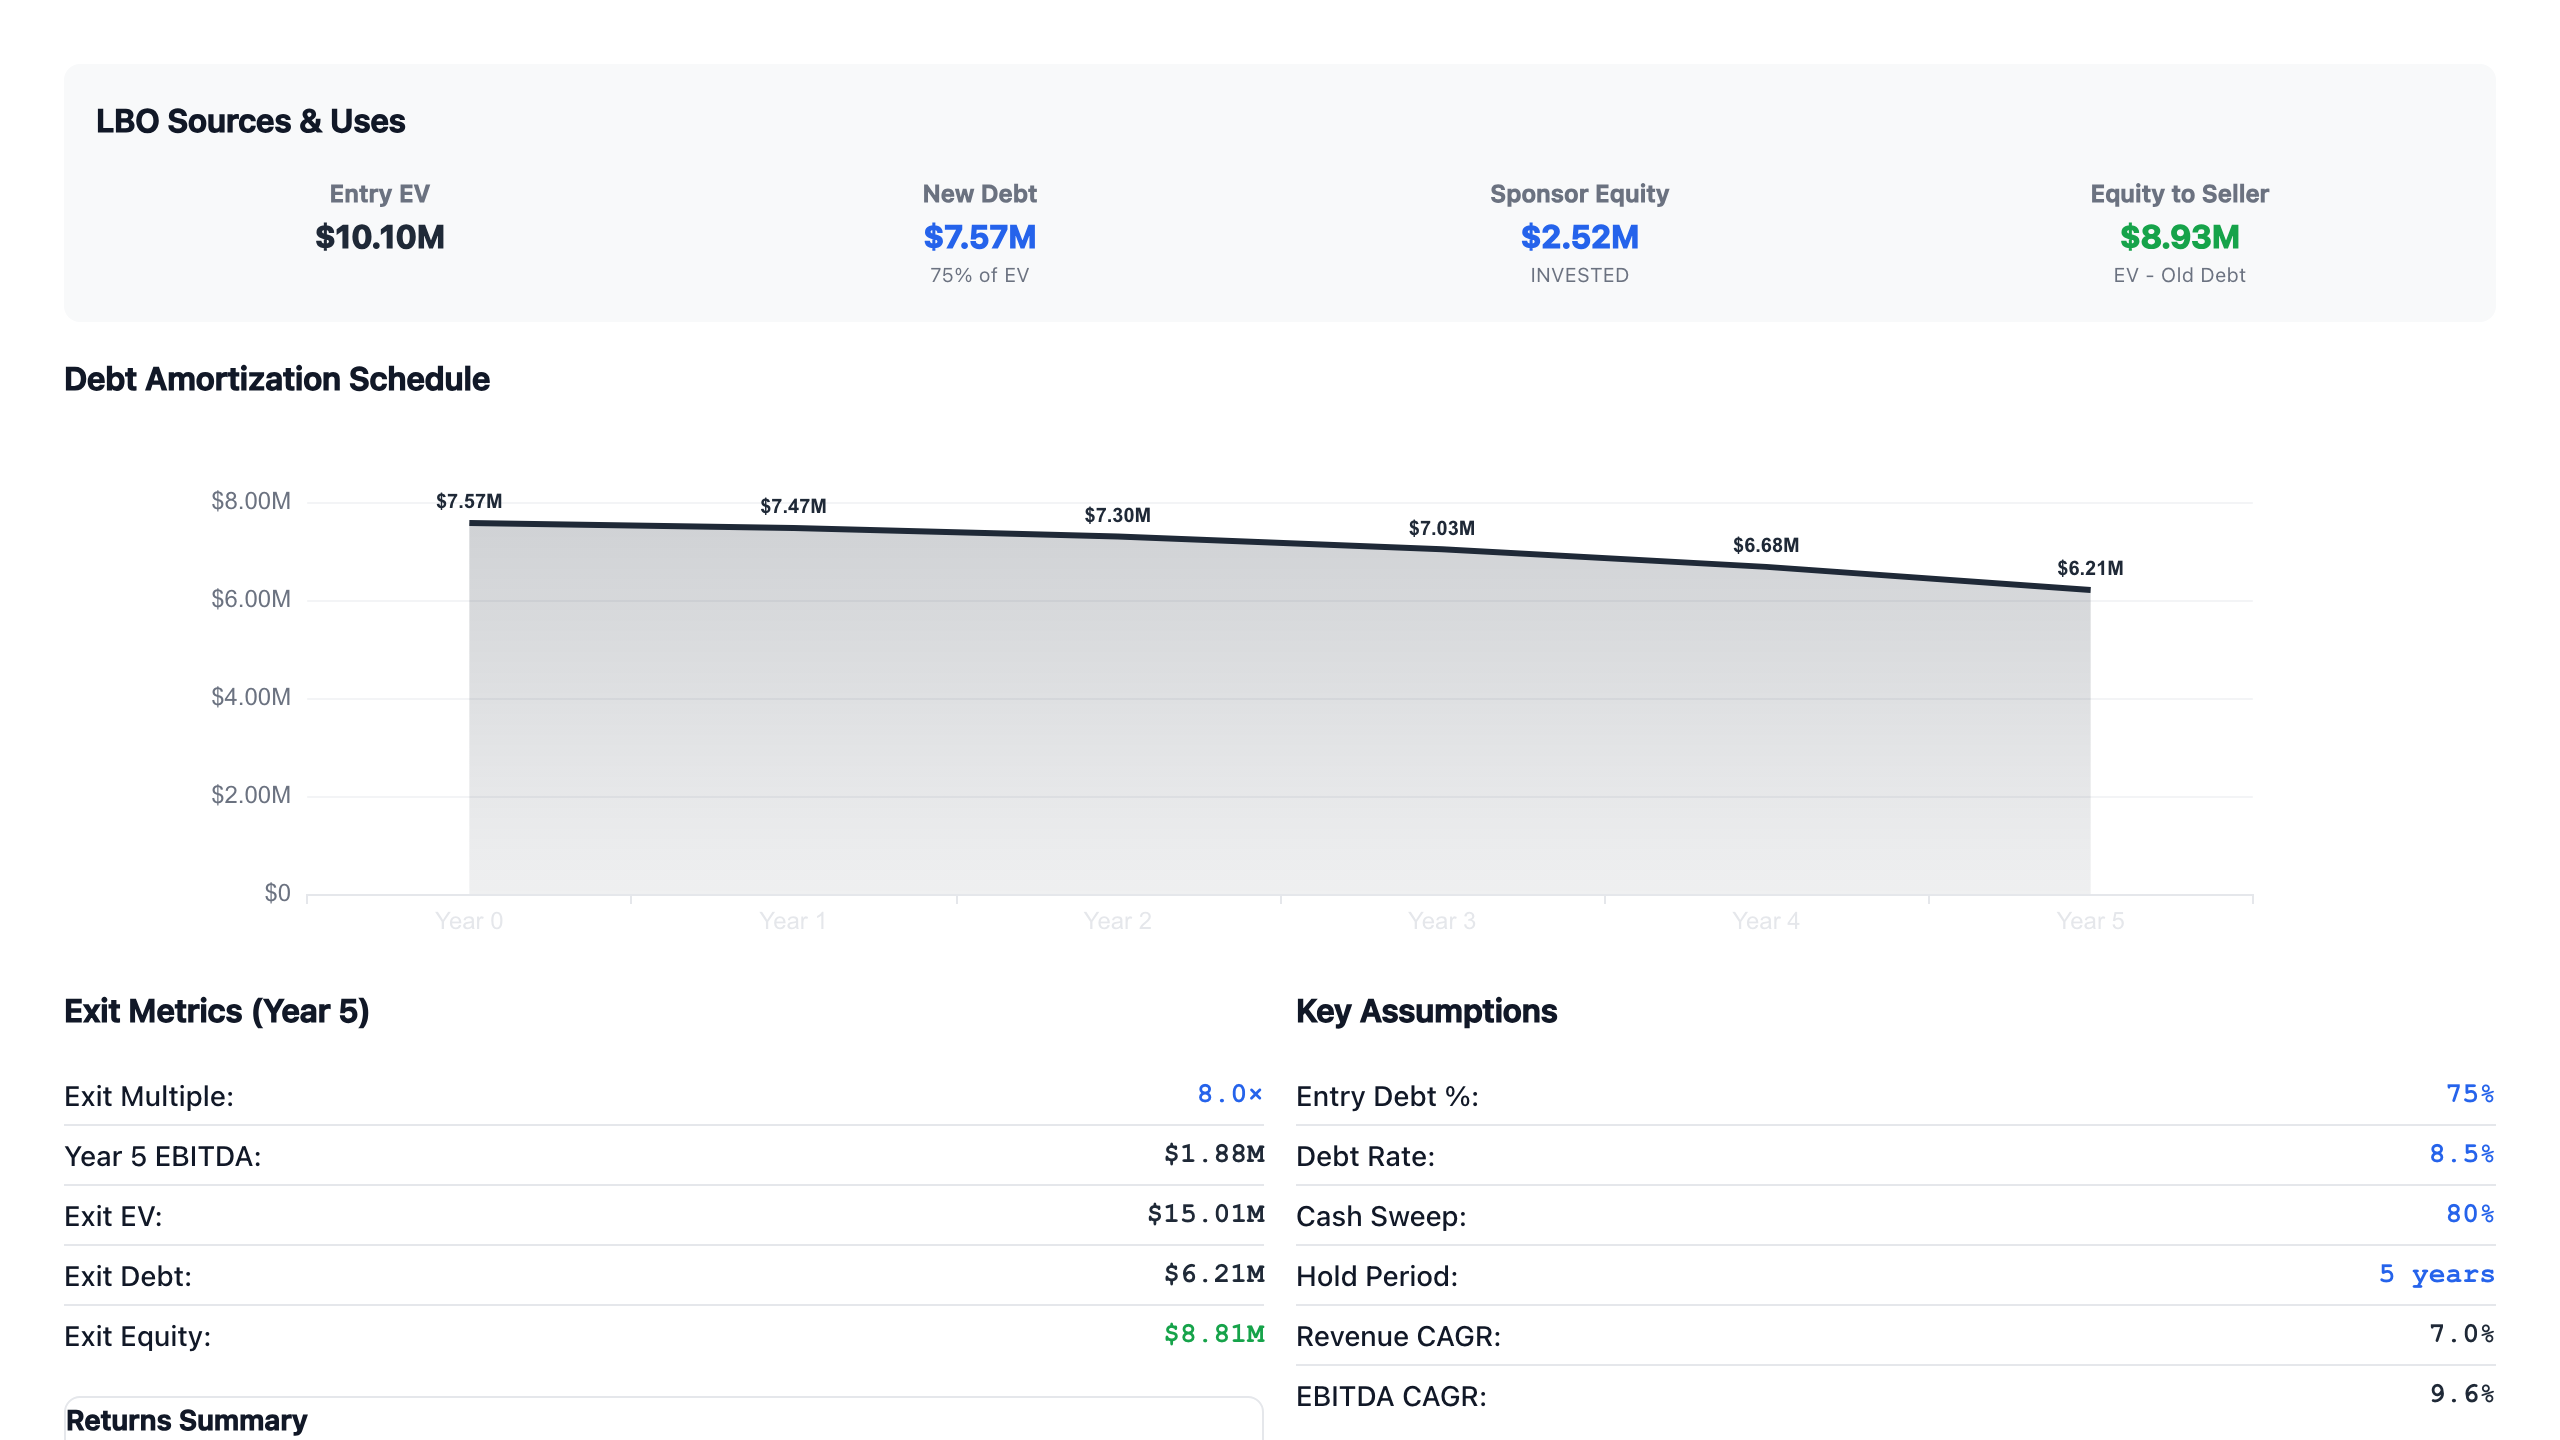 LBO Sources & Uses
Entry EV
$10.10M
New Debt
$7.57M
75% of EV
Sponsor Equity
$2.52M
INVESTED
Equity to Seller
$8.93M
EV - Old Debt
Debt Amortization Schedule
$8.00M
$6.00M
$4.00M
$2.00M
$0
$7.57M
$7.47M
$7.30M
$7.03M
$6.68M
$6.21M
Year 0
Year 1
Year 2
Year 3
Year 4
Year 5
Exit Metrics (Year 5)
Exit Multiple: 8.0×
Year 5 EBITDA: $1.88M
Exit EV: $15.01M
Exit Debt: $6.21M
Exit Equity: $8.81M
Returns Summary
Key Assumptions
Entry Debt %: 75%
Debt Rate: 8.5%
Cash Sweep: 80%
Hold Period: 5 years
Revenue CAGR: 7.0%
EBITDA CAGR: 9.6%